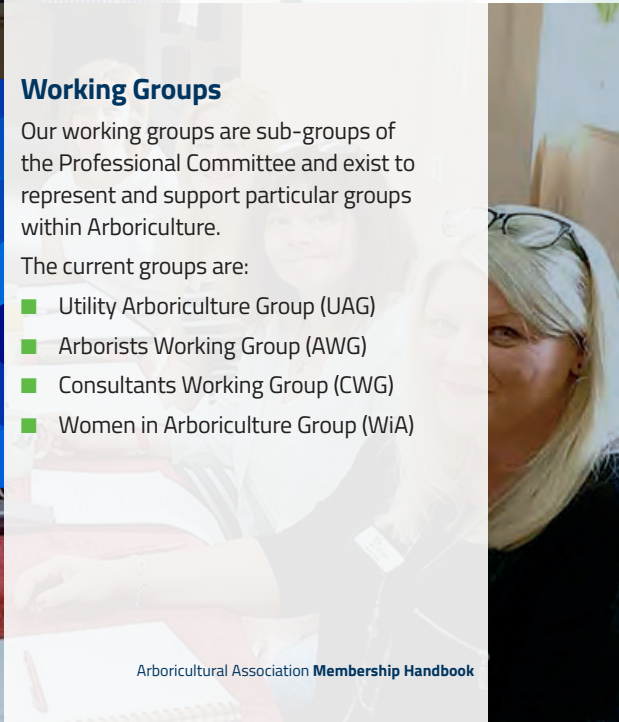 Working Groups
Our working groups are sub-groups of
the Professional Committee and exist to
represent and support particular groups
within Arboriculture.
The current groups are:
Utility Arboriculture Group (UAG)
Arborists Working Group (AWG)
Consultants Working Group (CWG)
Women in Arboriculture Group (WiA)
Arboricultural Association Membership Handbook